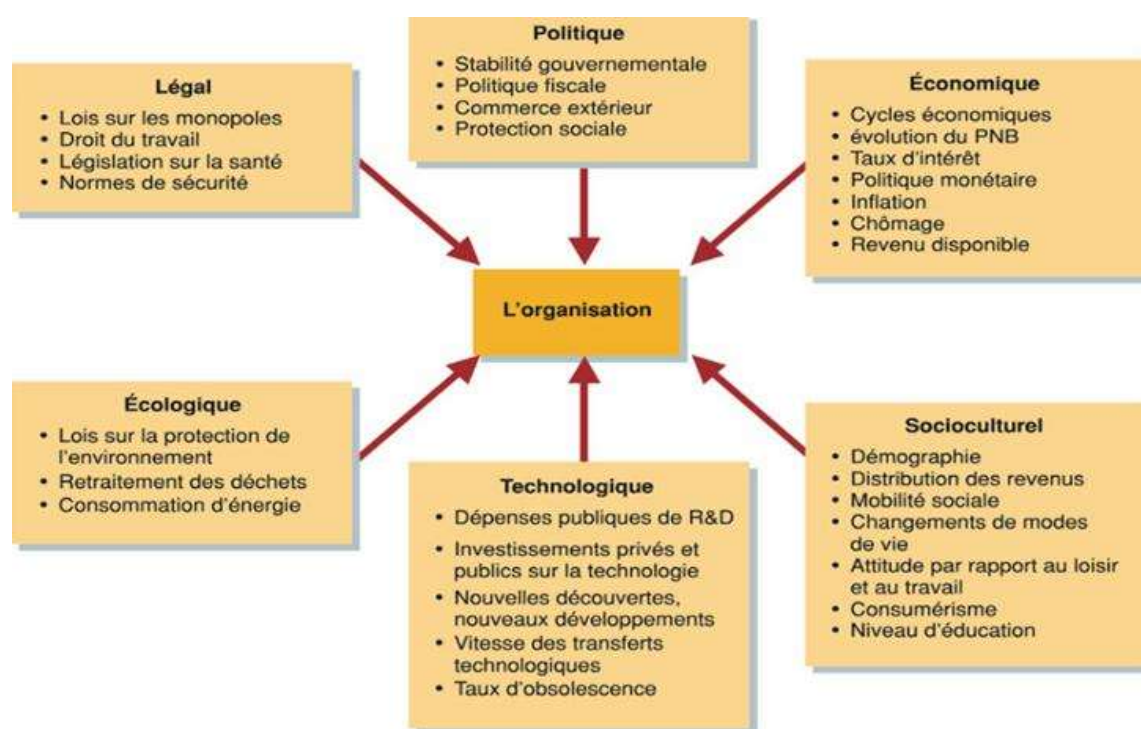 Politique
• Stabilité gouvernementale
• Politique fiscale
• Commerce extérieur
• Protection sociale
Légal
• Lois sur les monopoles
• Droit du travail
• Législation sur la santé
• Normes de sécurité
Économique
• Cycles économiques
• évolution du PNB
• Taux d'intérêt
• Politique monétaire
• Inflation
• Chômage
• Revenu disponible
L'organisation
Écologique
• Lois sur la protection de
l'environnement
• Retraitement des déchets
• Consommation d'énergie
Technologique
• Dépenses publiques de R&D
• Investissements privés et
publics sur la technologie
• Nouvelles découvertes,
nouveaux développements
• Vitesse des transferts
technologiques
• Taux d'obsolescence
Socioculturel
• Démographie
• Distribution des revenus
• Mobilité sociale
• Changements de modes
de vie
• Attitude par rapport au loisir
et au travail
• Consumérisme
• Niveau d'éducation